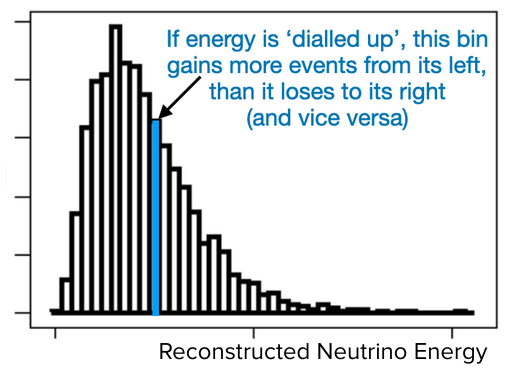 If energy is ‘dialled up’, this bin
gains more events from its left,
than it loses to its right
(and vice versa)
Reconstructed Neutrino Energy